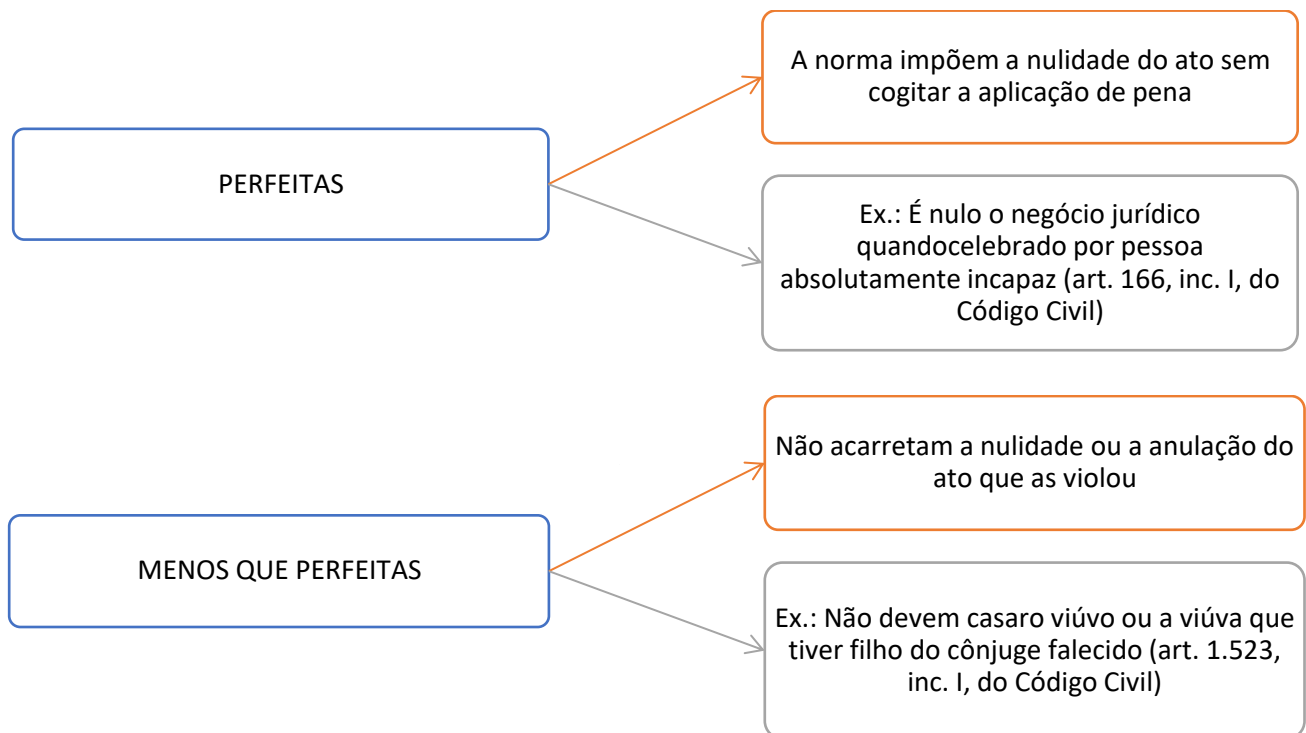 PERFEITAS
A norma impõem a nulidade do ato sem
cogitar a aplicação de pena
Ex.: É nulo o negócio jurídico
quandocelebrado por pessoa
absolutamente incapaz (art. 166, inc. I, do
Código Civil)
MENOS QUE PERFEITAS
Não acarretam a nulidade ou a anulação do
ato que as violou
Ex.: Não devem casaro viúvo ou a viúva que
tiver filho do cônjuge falecido (art. 1.523,
inc. I, do Código Civil)